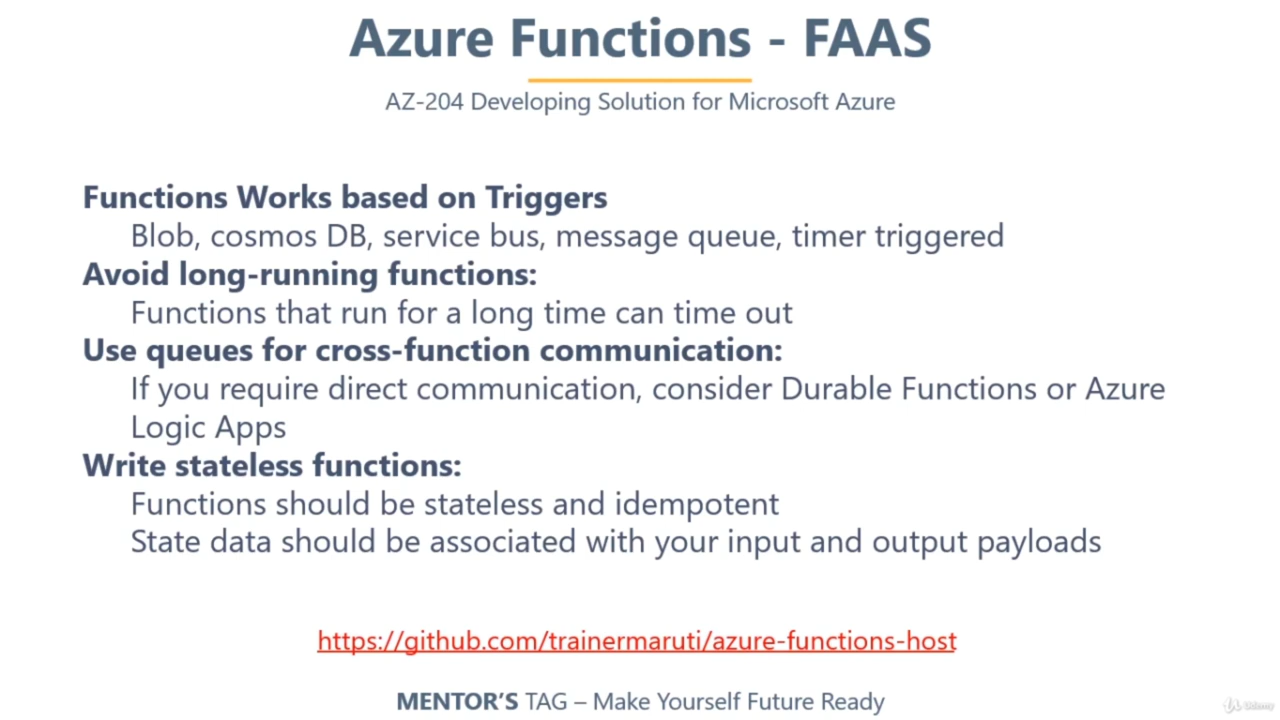 Azure Functions - FAAS
AZ-204 Developing Solution for Microsoft Azure
Functions Works based on Triggers
Blob, cosmos DB, service bus, message queue, timer triggered
Avoid long-running functions:
Functions that run for a long time can time out
Use queues for cross-function communication:
If you require direct communication, consider Durable Functions or Azure
Logic Apps
Write stateless functions:
Functions should be stateless and idempotent
State data should be associated with your input and output payloads
https://github.com/trainermaruti/azure-functions-host
MENTOR’S TAG – Make Yourself Future Ready
Udemy